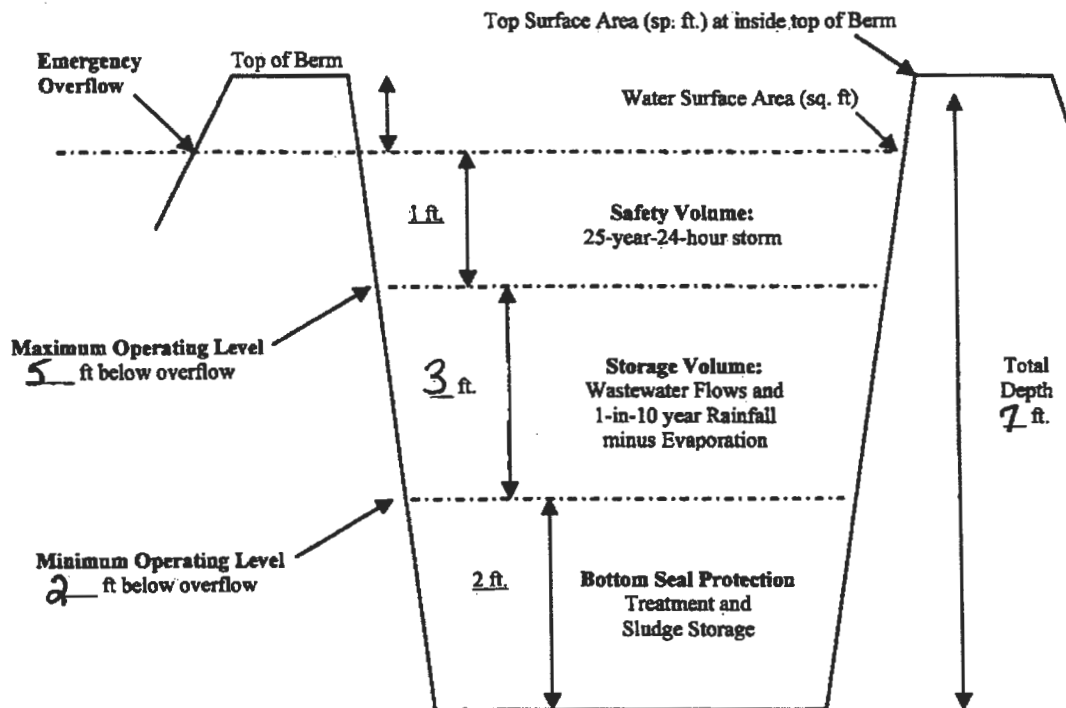 Top Surface Area (sp: ft.) at inside top of Berm
Emergency
Overflow
Top of Berm
Water Surface Area (sq. ft)
1 ft.
Safety Volume:
25-year-24-hour storm
Maximum Operating Level
5 ft below overflow
3 ft.
Storage Volume:
Wastewater Flows and
1-in-10 year Rainfall
minus Evaporation
Total
Depth
7 ft.
Minimum Operating Level
2 ft below overflow
2 ft.
Bottom Seal Protection
Treatment and
Sludge Storage